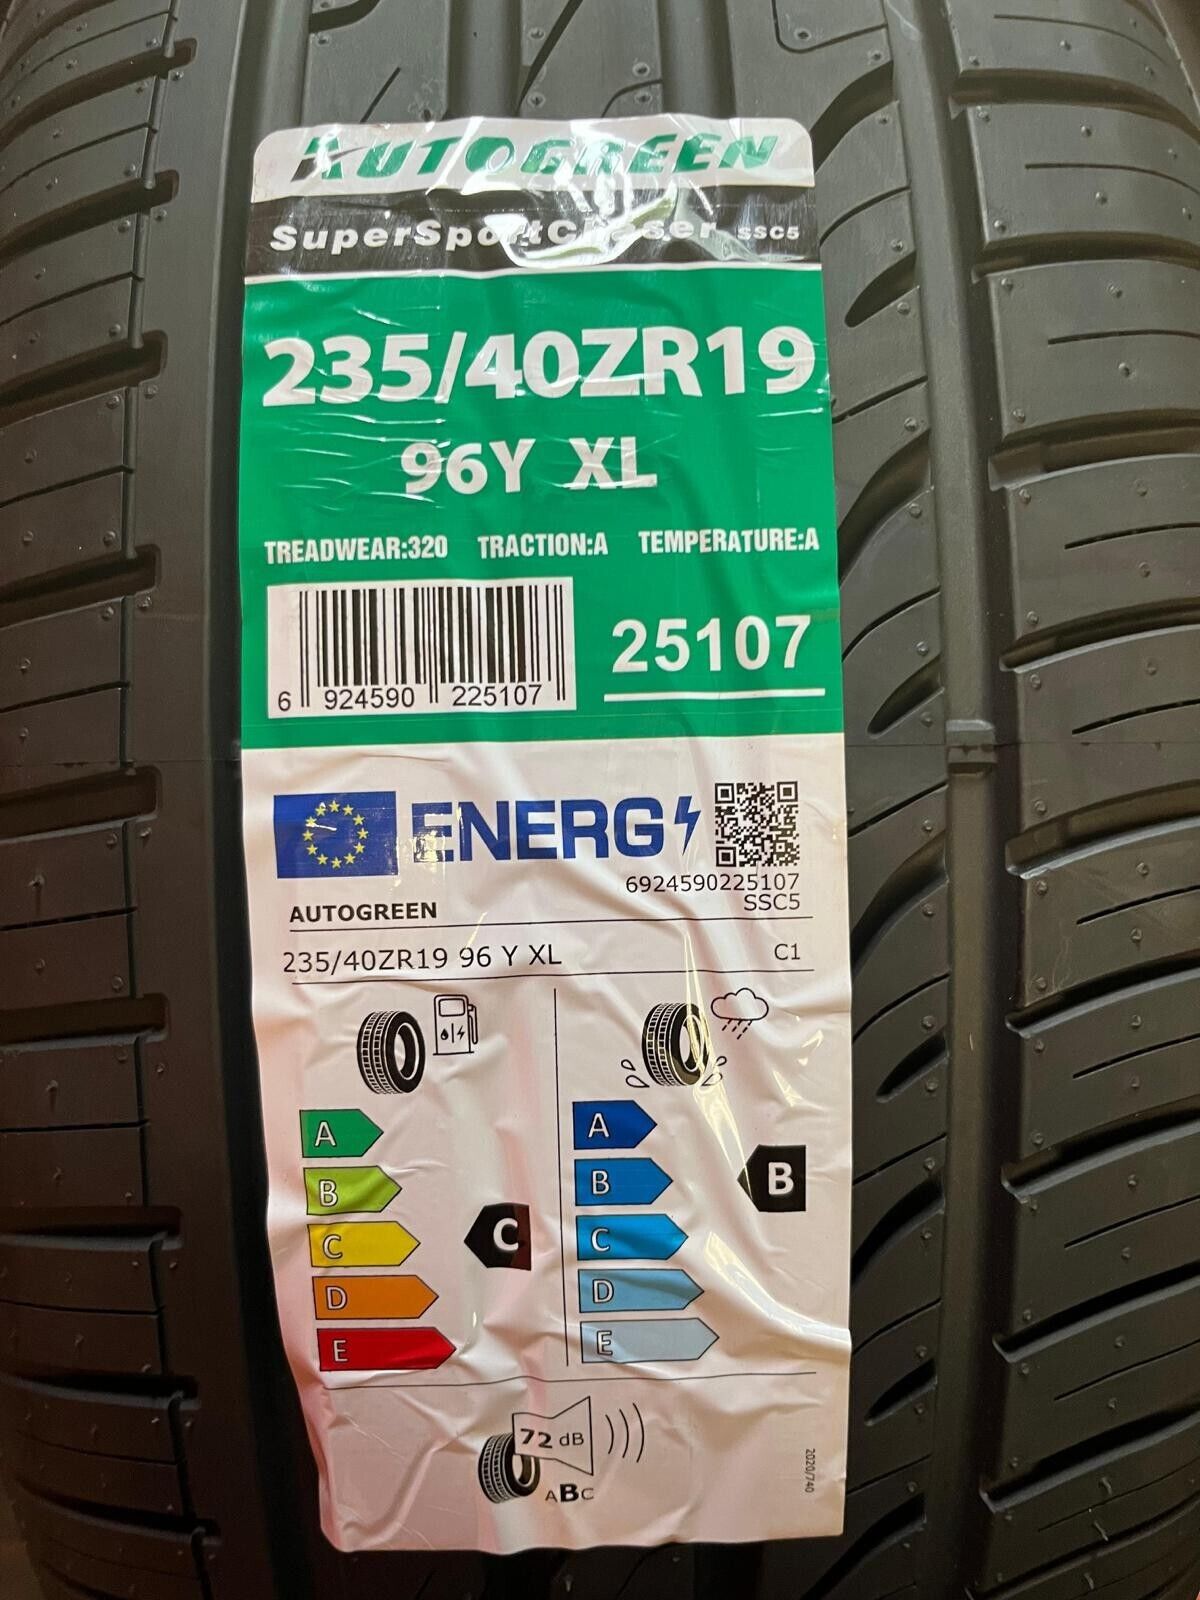 AUTOGREEN
SuperSportChaser SSC5
235/40ZR19
96Y XL
TREADWEAR:320 TRACTION:A TEMPERATURE:A
6 924590 225107
25107
ENERG
6924590225107
SSC5
AUTOGREEN
235/40ZR19 96 Y XL
C1
A
B
C
D
E
C
A
B
C
D
E
B
72 dB
ABC
2020/740